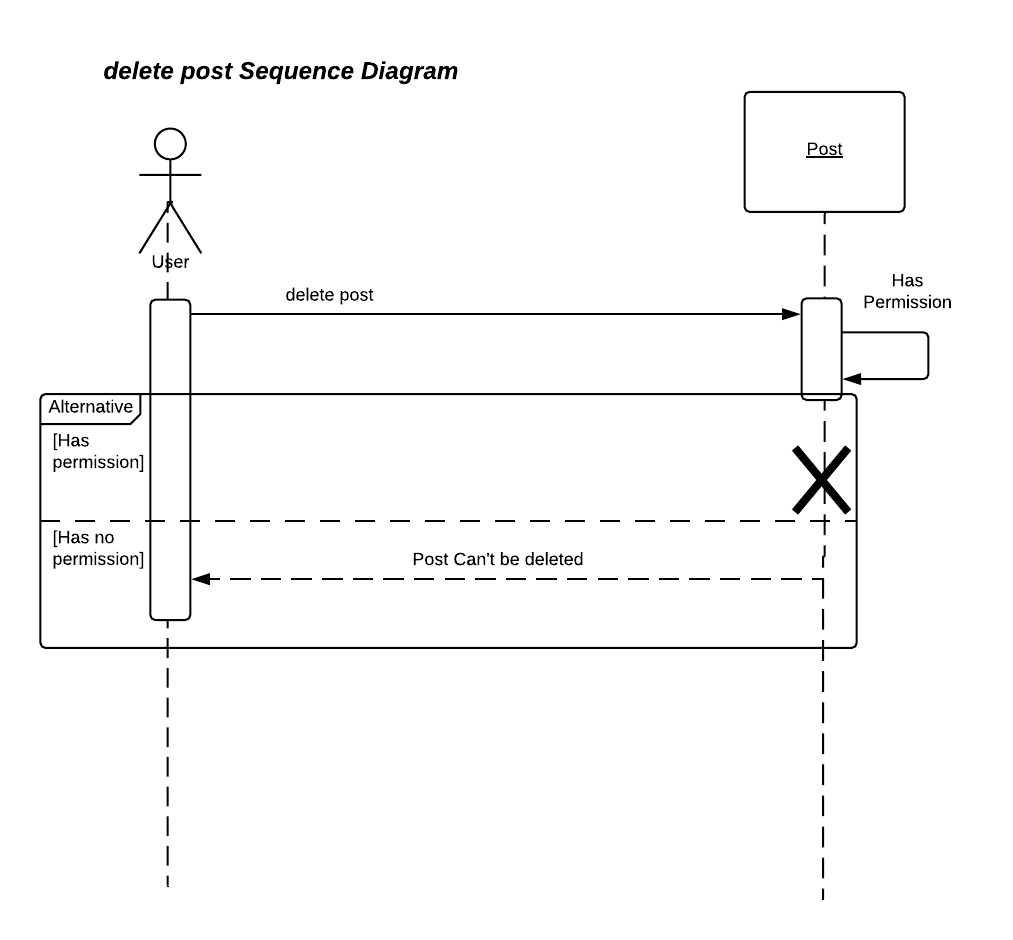 delete post Sequence Diagram
Post
User
delete post
Has
Permission
Alternative
[Has
permission]
[Has no
permission]
Post Can't be deleted